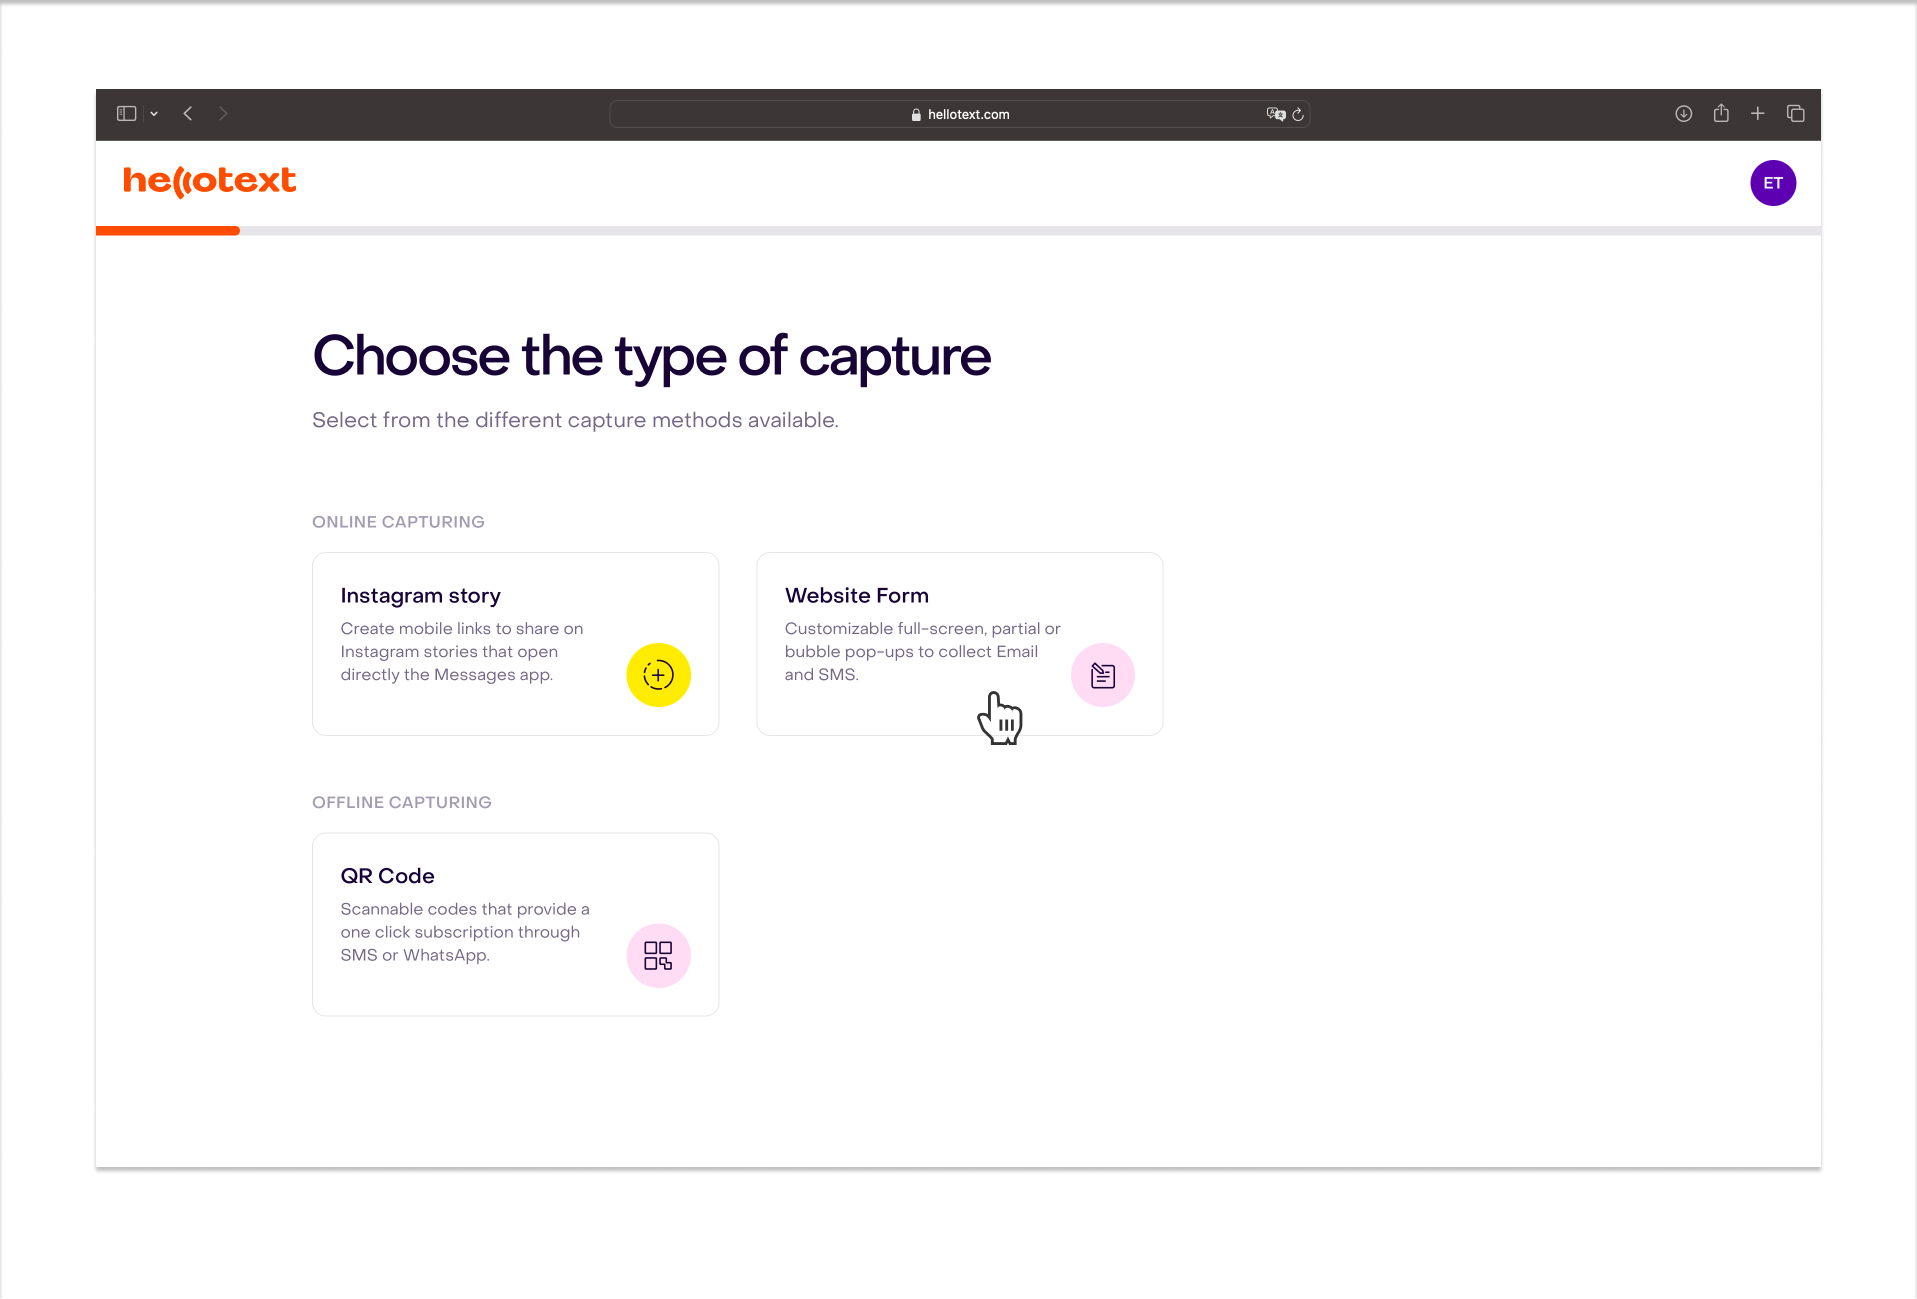 hellotext.com
hellotext
ET
Choose the type of capture
Select from the different capture methods available.
ONLINE CAPTURING
Instagram story
Create mobile links to share on
Instagram stories that open
directly the Messages app.
Website Form
Customizable full-screen, partial or
bubble pop-ups to collect Email
and SMS.
OFFLINE CAPTURING
QR Code
Scannable codes that provide a
one click subscription through
SMS or WhatsApp.